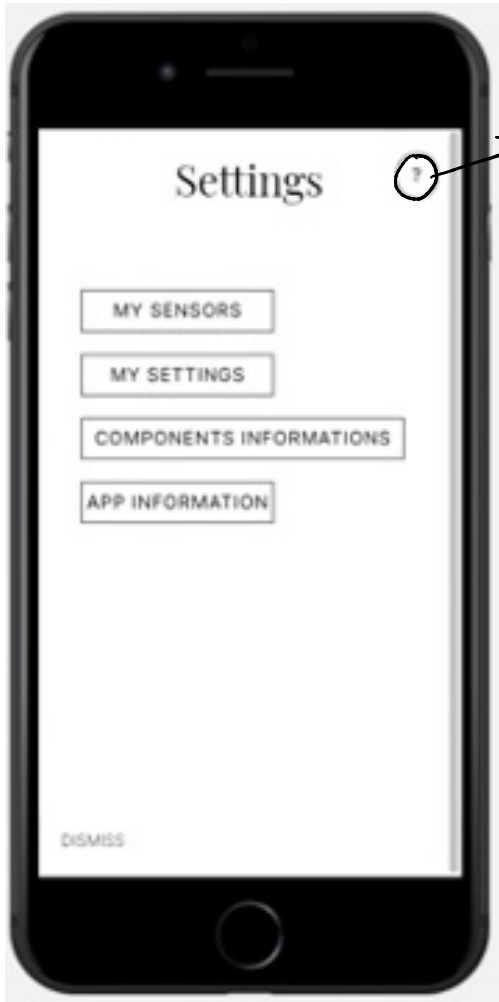 Settings
?
MY SENSORS
MY SETTINGS
COMPONENTS INFORMATIONS
APP INFORMATION
DISMISS